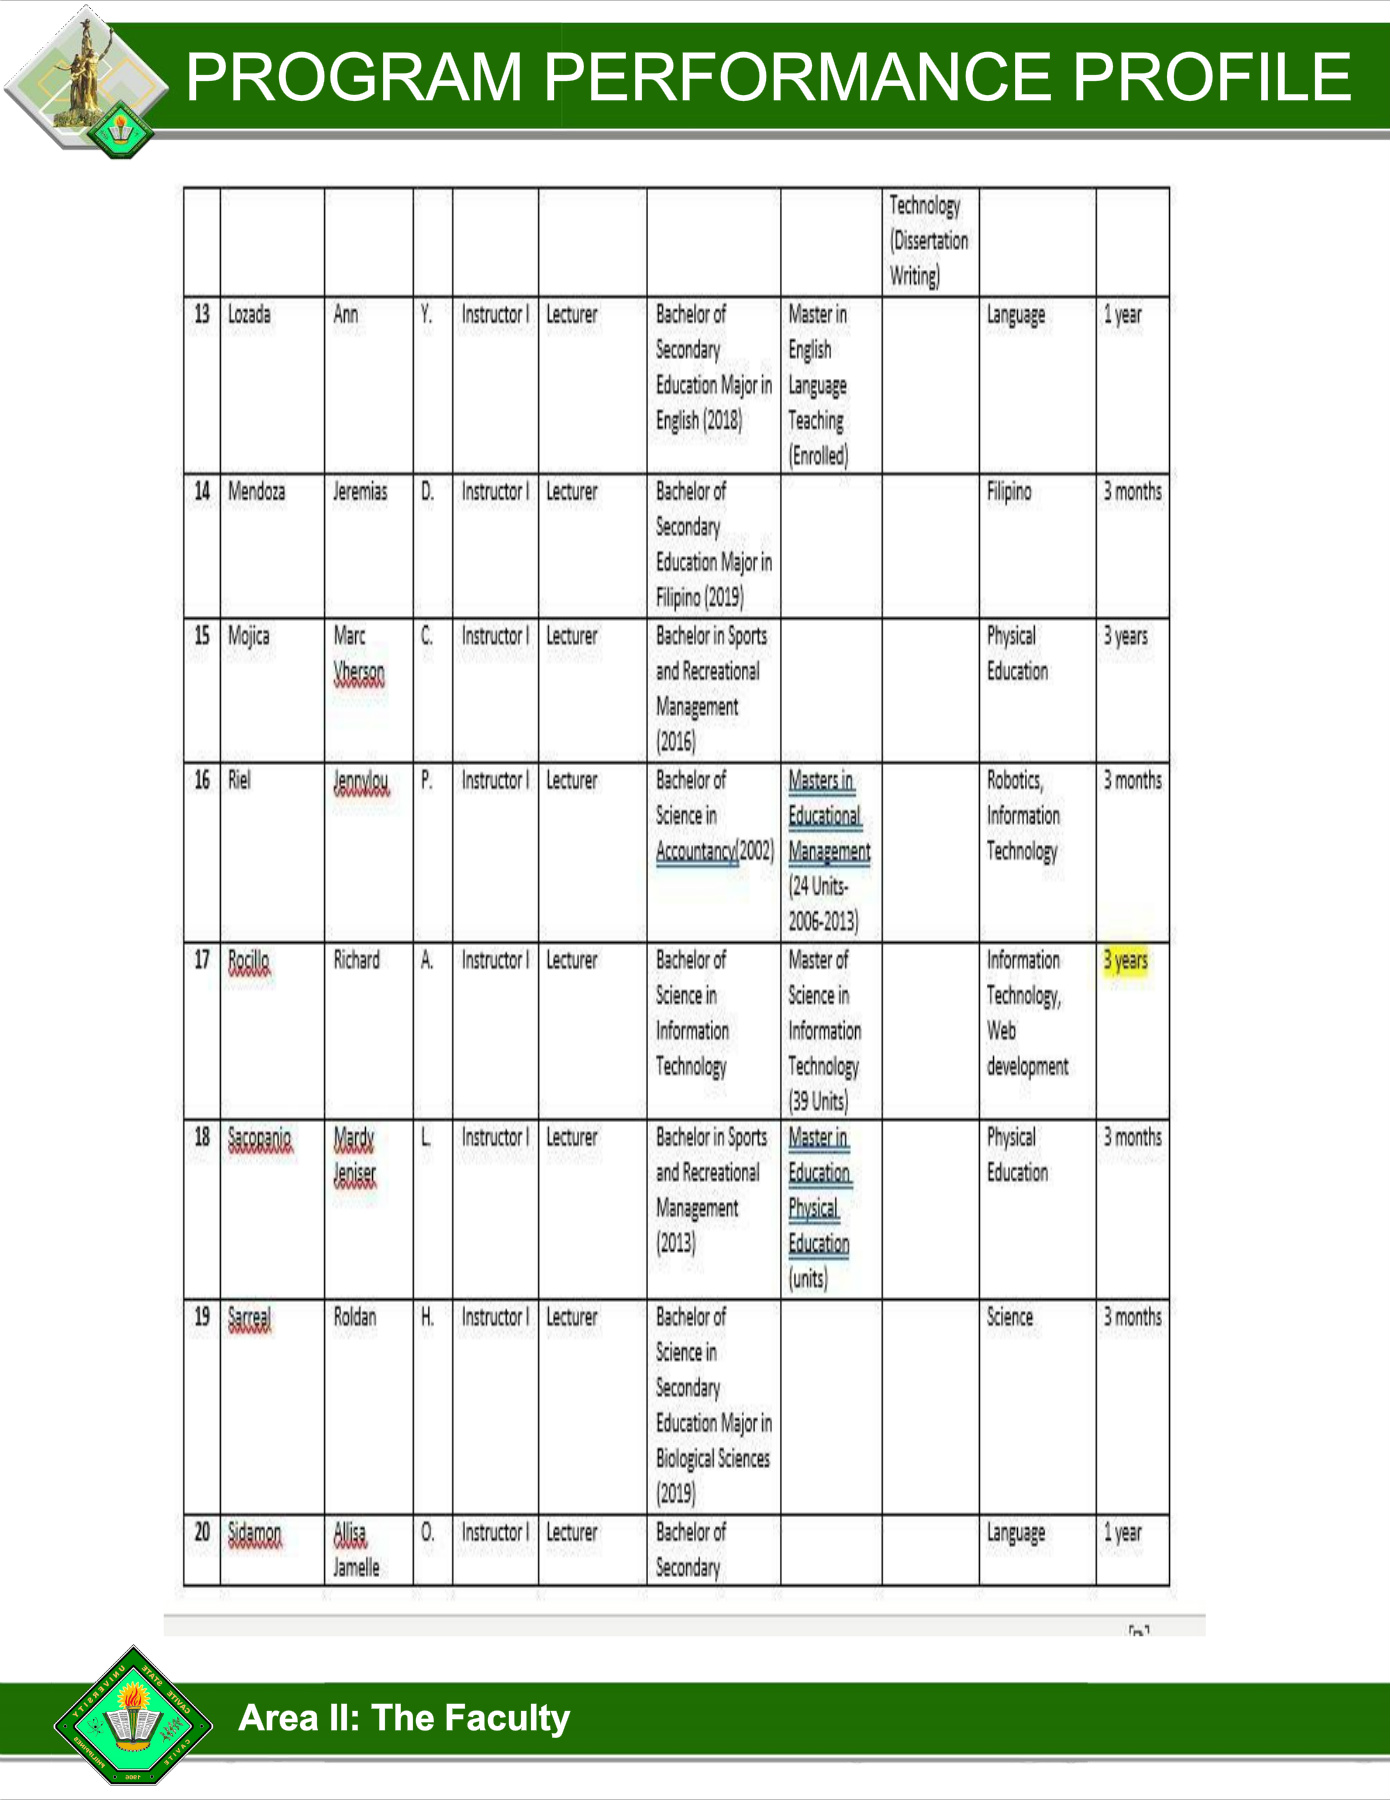 PROGRAM PERFORMANCE PROFILE
Technology
(Dissertation
Writing)
13 Lozada Ann Y. Instructor I Lecturer Bachelor of Master in Language 1 year
Secondary English
Education Major in Language
English (2018) Teaching
(Enrolled)
14 Mendoza Jeremias D. Instructor I Lecturer Bachelor of Filipino 3 months
Secondary
Education Major in
Filipino (2019)
15 Mojica Marc C. Instructor I Lecturer Bachelor in Sports Physical 3 years
Vherson and Recreational Education
Management
(2016)
16 Riel Jennylou P. Instructor I Lecturer Bachelor of Masters in Robotics, 3 months
Science in Educational Information
Accountancy(2002) Management Technology
(24 Units-
2006-2013)
17 Rocillo Richard A. Instructor I Lecturer Bachelor of Master of Information 3 years
Science in Science in Technology,
Information Information Web
Technology Technology development
(39 Units)
18 Sacopanio Mardy L. Instructor I Lecturer Bachelor in Sports Master in Physical 3 months
Jeniser and Recreational Education Education
Management Physical
(2013) Education
(units)
19 Sarreal Roldan H. Instructor I Lecturer Bachelor of Science 3 months
Science in
Secondary
Education Major in
Biological Sciences
(2019)
20 Sidamon Allisa O. Instructor I Lecturer Bachelor of Language 1 year
Jamelle Secondary
Area II: The Faculty
CAVITE STATE UNIVERSITY
CAVITE
PHILIPPINES
1906